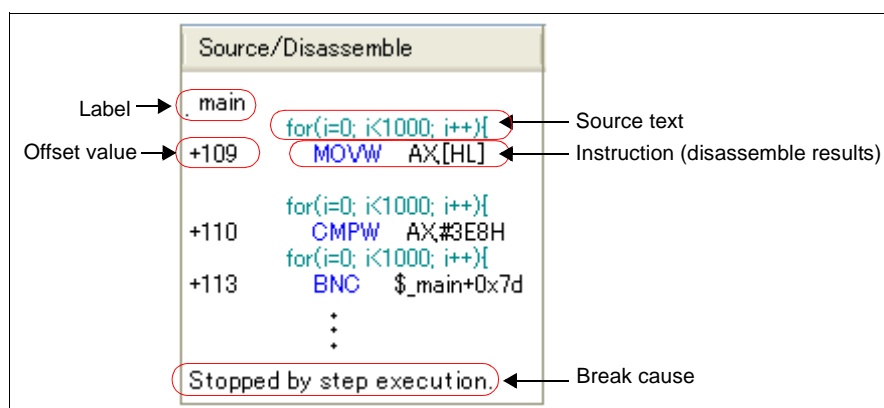 Source/Disassemble
Label
_main
for(i=0; i<1000; i++){
Source text
Offset value
+109 MOVW AX,[HL]
Instruction (disassemble results)
for(i=0; i<1000; i++){
+110 CMPW AX,#3E8H
for(i=0; i<1000; i++){
+113 BNC $_main+0x7d
Stopped by step execution.
Break cause